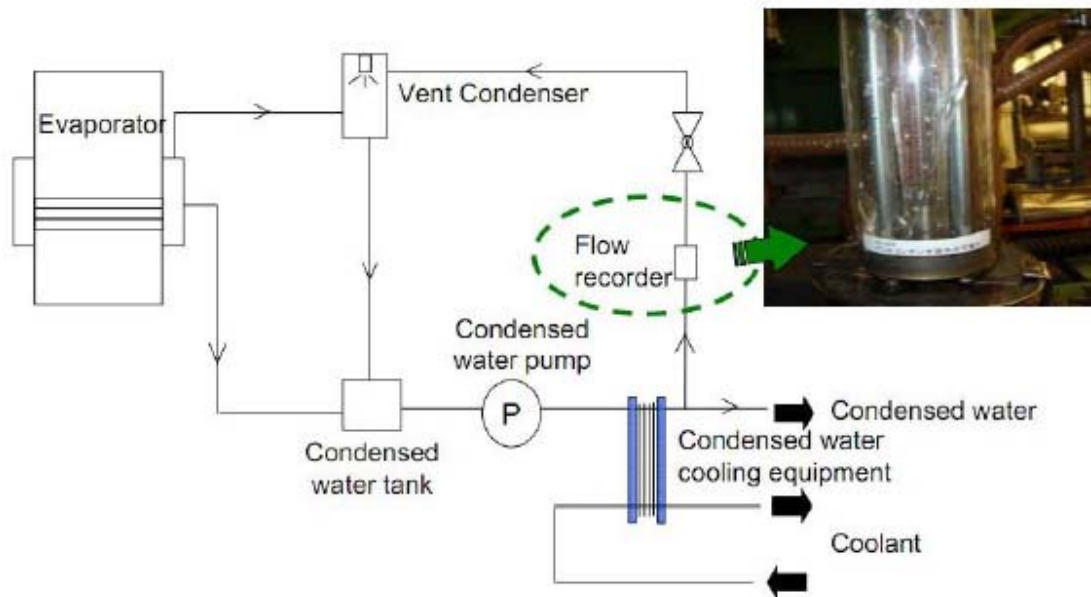 Evaporator
Vent Condenser
Flow
recorder
Condensed
water pump
P
Condensed
water tank
Condensed water
Condensed water
cooling equipment
Coolant